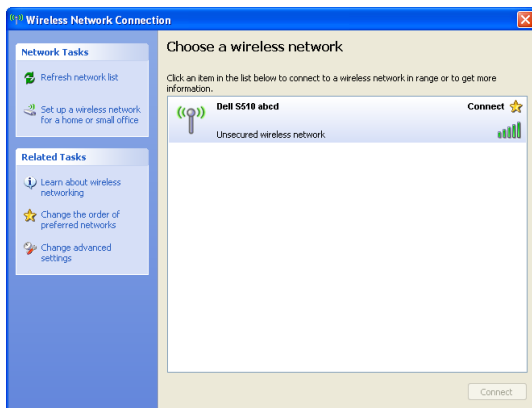 Wireless Network Connection
Network Tasks
Refresh network list
Set up a wireless network
for a home or small office
Related Tasks
Learn about wireless
networking
Change the order of
preferred networks
Change advanced
settings
Choose a wireless network
Click an item in the list below to connect to a wireless network in range or to get more
information.
Dell S510 abcd
Connect
Unsecured wireless network
Connect